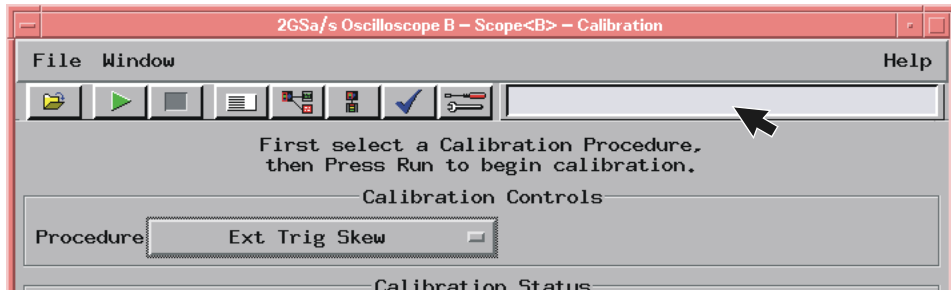 2GSa/s Oscilloscope B – Scope<B> – Calibration
File Window Help
First select a Calibration Procedure,
then Press Run to begin calibration.
Calibration Controls
Procedure Ext Trig Skew
Calibration Status